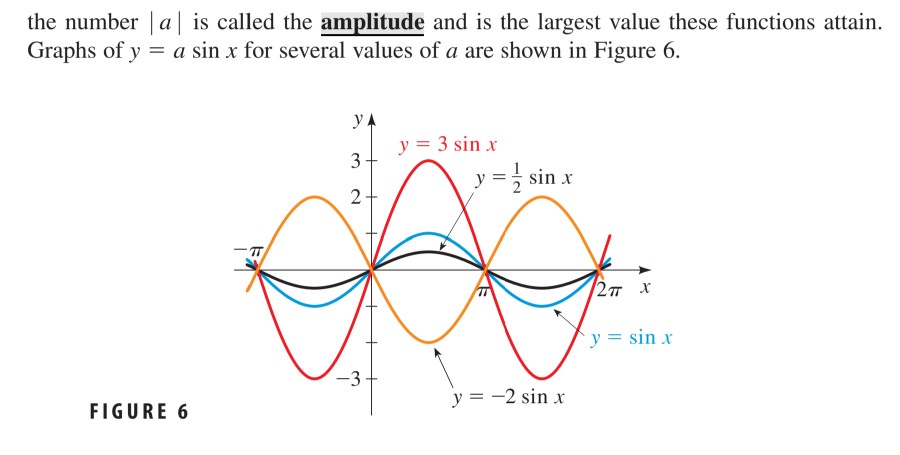 the number |a| is called the amplitude and is the largest value these functions attain.
Graphs of y = a sin x for several values of a are shown in Figure 6.
y
y = 3 sin x
3
y = 1/2 sin x
2
−π
π
2π x
y = sin x
−3
y = −2 sin x
FIGURE 6